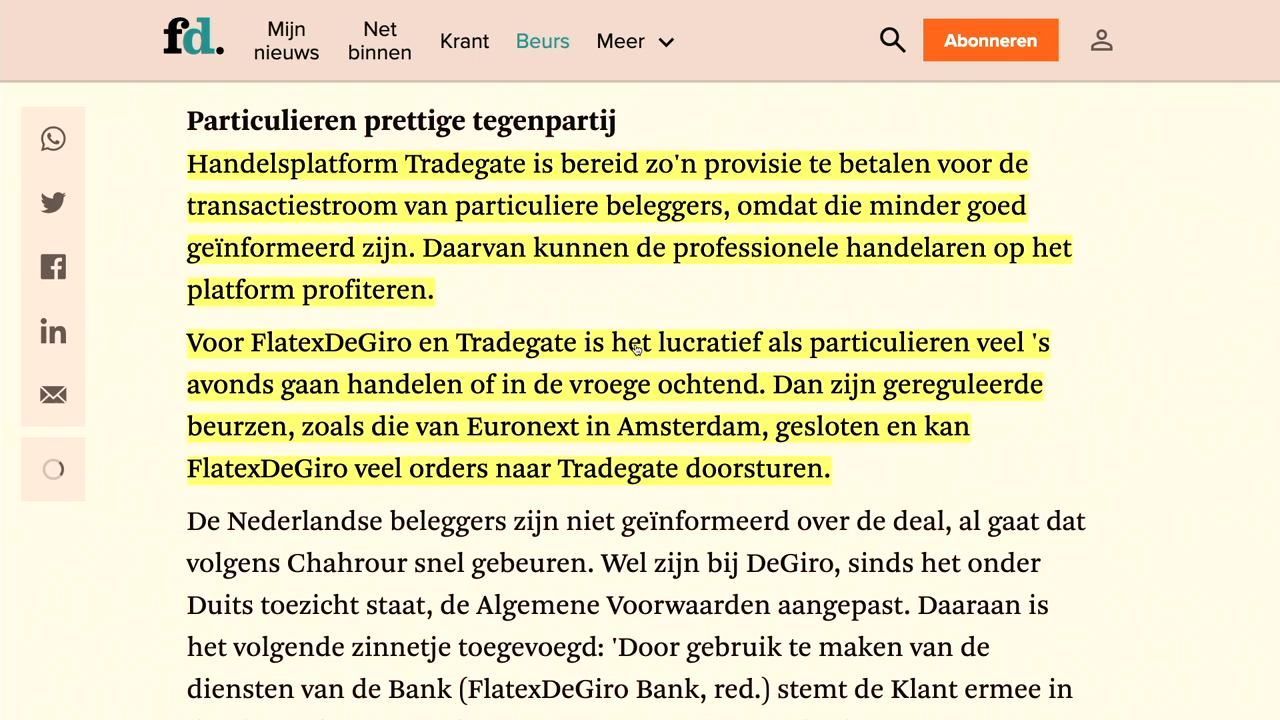 fd.
Mijn nieuws
Net binnen
Krant
Beurs
Meer
Abonneren
Particulieren prettige tegenpartij
Handelsplatform Tradegate is bereid zo'n provisie te betalen voor de
transactiestroom van particuliere beleggers, omdat die minder goed
geïnformeerd zijn. Daarvan kunnen de professionele handelaren op het
platform profiteren.
Voor FlatexDeGiro en Tradegate is het lucratief als particulieren veel 's
avonds gaan handelen of in de vroege ochtend. Dan zijn gereguleerde
beurzen, zoals die van Euronext in Amsterdam, gesloten en kan
FlatexDeGiro veel orders naar Tradegate doorsturen.
De Nederlandse beleggers zijn niet geïnformeerd over de deal, al gaat dat
volgens Chahrour snel gebeuren. Wel zijn bij DeGiro, sinds het onder
Duits toezicht staat, de Algemene Voorwaarden aangepast. Daaraan is
het volgende zinnetje toegevoegd: 'Door gebruik te maken van de
diensten van de Bank (FlatexDeGiro Bank, red.) stemt de Klant ermee in